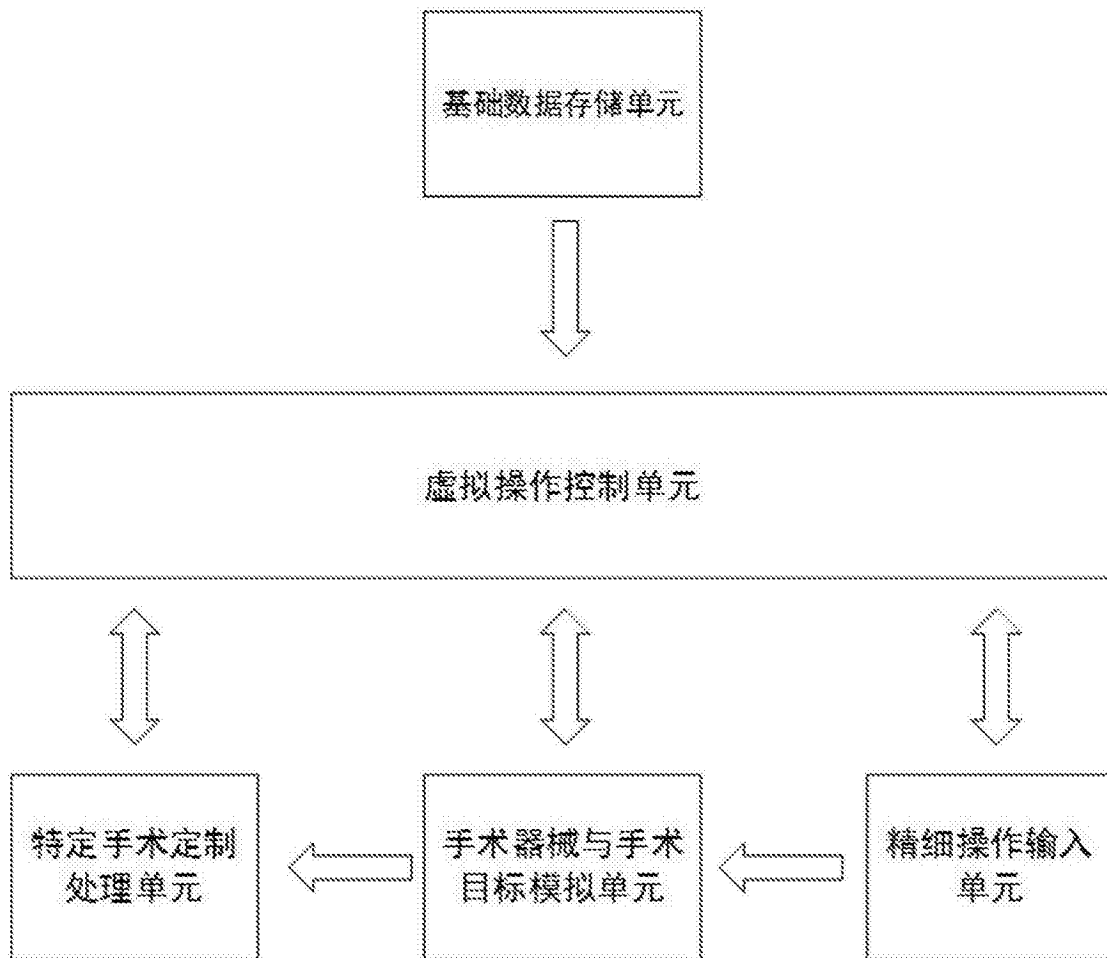 基础数据存储单元
虚拟操作控制单元
特定手术定制
处理单元
手术器械与手术
目标模拟单元
精细操作输入
单元